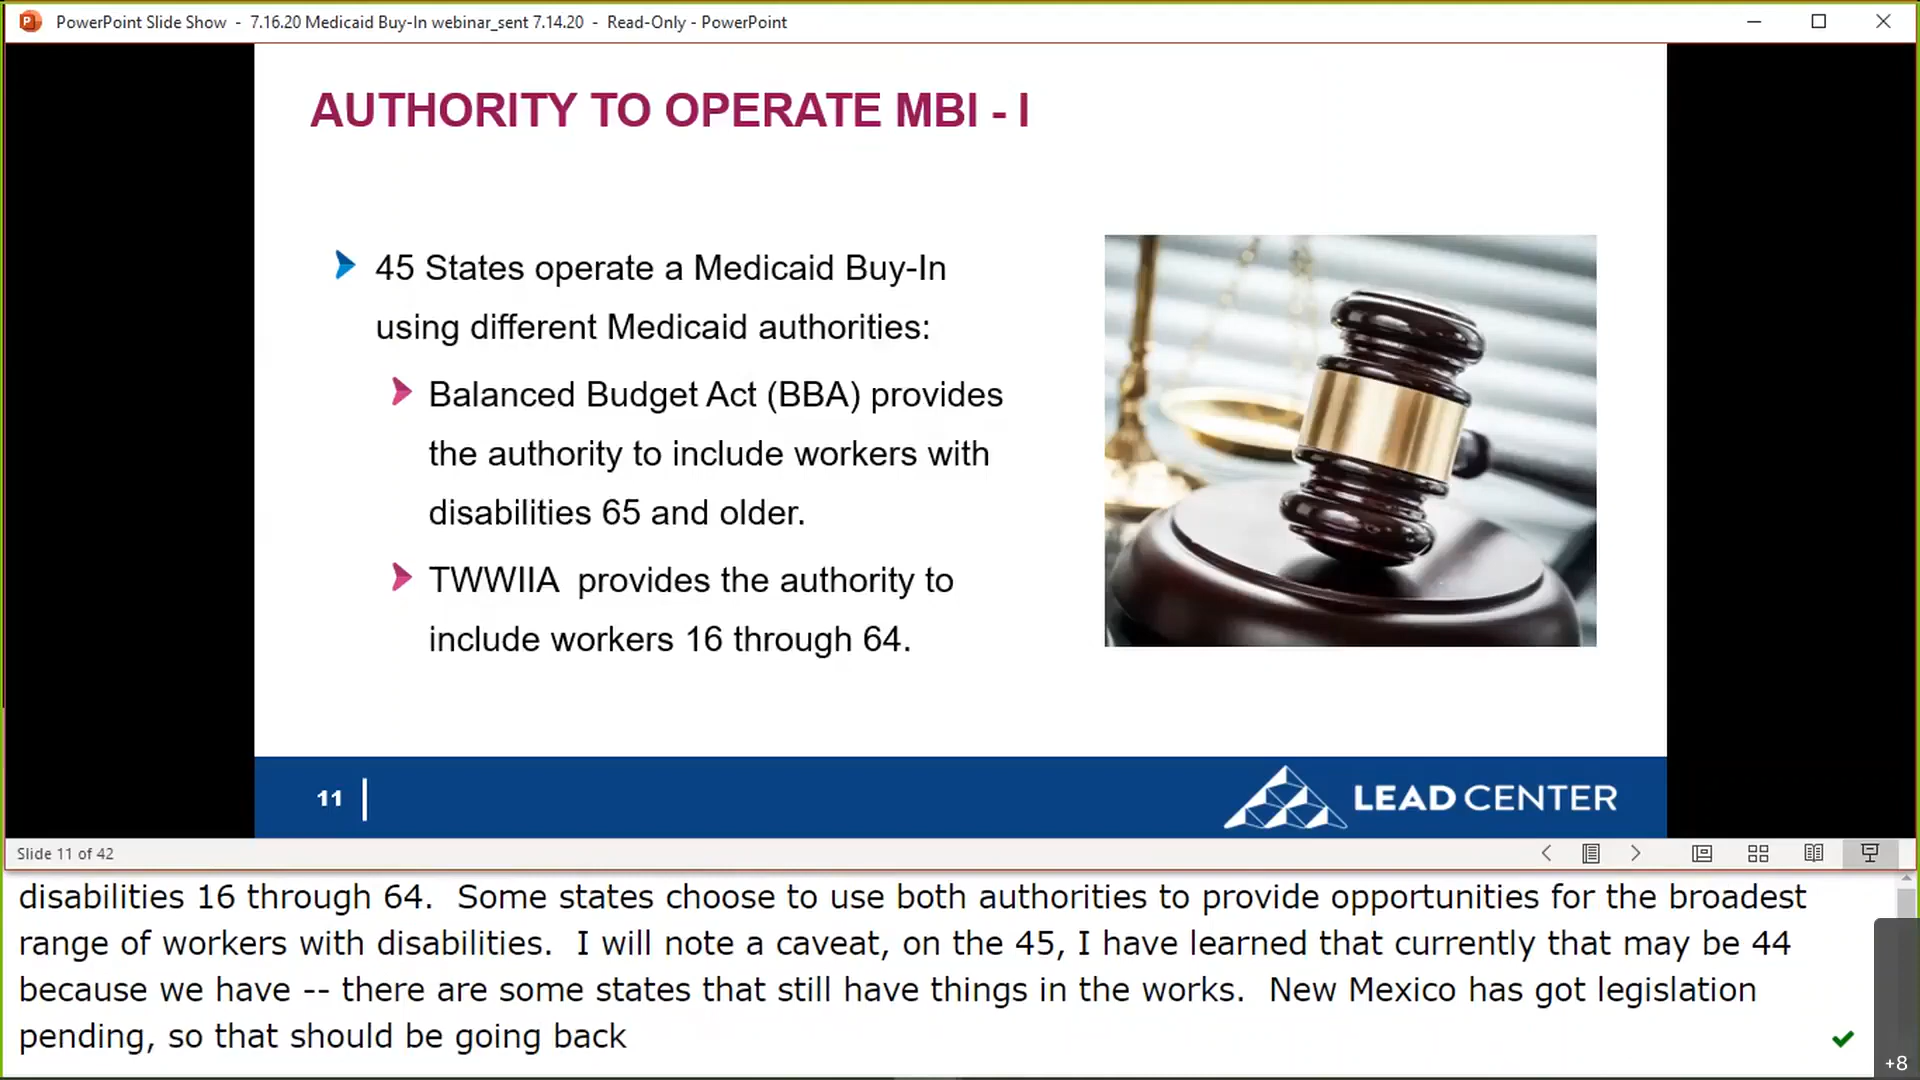 PowerPoint Slide Show - 7.16.20 Medicaid Buy-In webinar_sent 7.14.20 - Read-Only - PowerPoint
AUTHORITY TO OPERATE MBI - I
45 States operate a Medicaid Buy-In
using different Medicaid authorities:
Balanced Budget Act (BBA) provides
the authority to include workers with
disabilities 65 and older.
TWWIIA provides the authority to
include workers 16 through 64.
11
LEAD CENTER
Slide 11 of 42
disabilities 16 through 64. Some states choose to use both authorities to provide opportunities for the broadest
range of workers with disabilities. I will note a caveat, on the 45, I have learned that currently that may be 44
because we have -- there are some states that still have things in the works. New Mexico has got legislation
pending, so that should be going back
+8